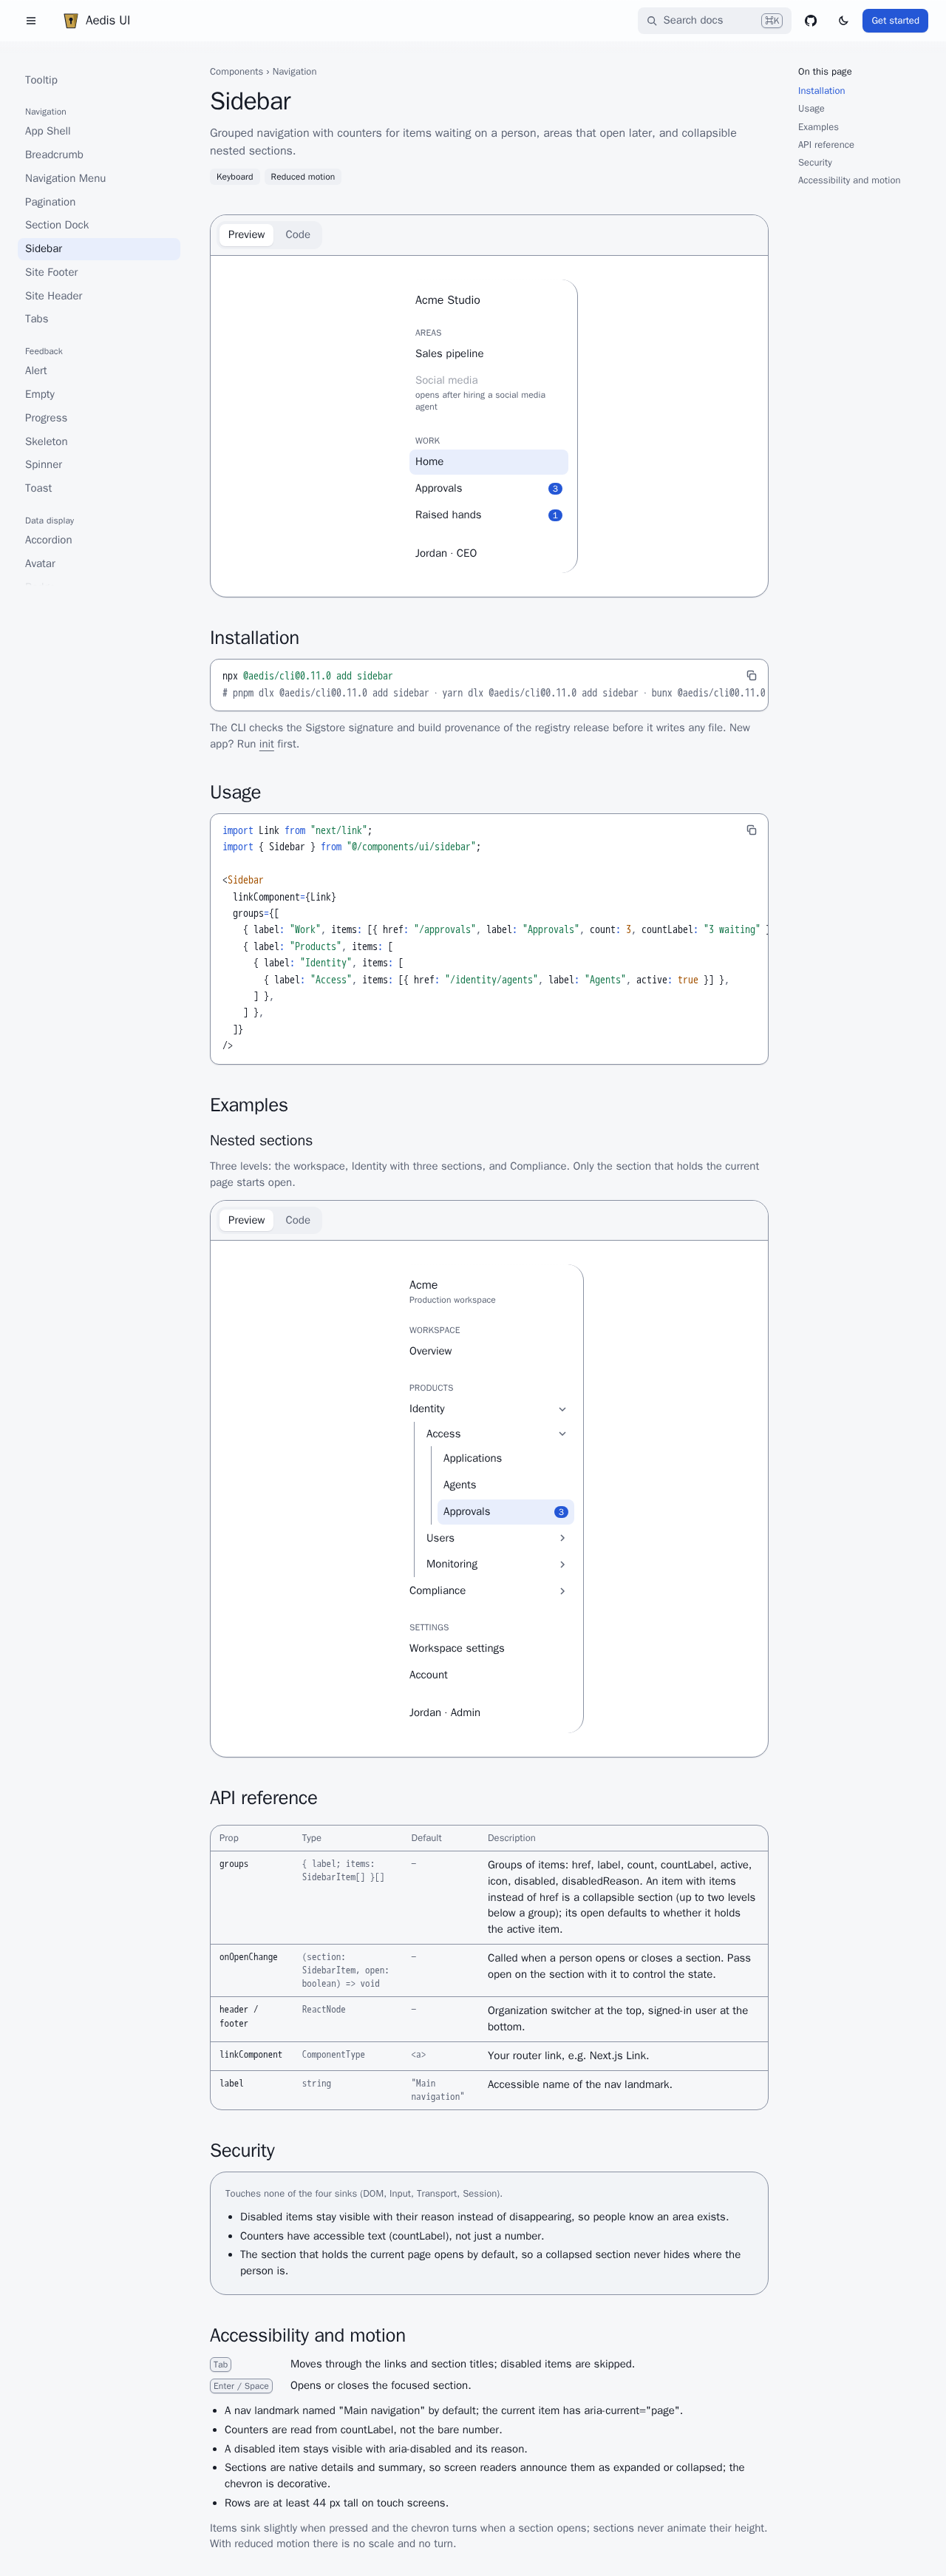 Aedis UI
Search docs
⌘K
Get started
Tooltip
Navigation
App Shell
Breadcrumb
Navigation Menu
Pagination
Section Dock
Sidebar
Site Footer
Site Header
Tabs
Feedback
Alert
Empty
Progress
Skeleton
Spinner
Toast
Data display
Accordion
Avatar
Components › Navigation
Sidebar
Grouped navigation with counters for items waiting on a person, areas that open later, and collapsible
nested sections.
Keyboard
Reduced motion
On this page
Installation
Usage
Examples
API reference
Security
Accessibility and motion
Preview
Code
Acme Studio
AREAS
Sales pipeline
Social media
opens after hiring a social media
agent
WORK
Home
Approvals 3
Raised hands 1
Jordan · CEO
Installation
npx @aedis/cli@0.11.0 add sidebar
# pnpm dlx @aedis/cli@0.11.0 add sidebar · yarn dlx @aedis/cli@0.11.0 add sidebar · bunx @aedis/cli@0.11.0
The CLI checks the Sigstore signature and build provenance of the registry release before it writes any file. New
app? Run init first.
Usage
import Link from "next/link";
import { Sidebar } from "@/components/ui/sidebar";
<Sidebar
linkComponent={Link}
groups={[
{ label: "Work", items: [{ href: "/approvals", label: "Approvals", count: 3, countLabel: "3 waiting" }
{ label: "Products", items: [
{ label: "Identity", items: [
{ label: "Access", items: [{ href: "/identity/agents", label: "Agents", active: true }] },
] },
] },
]}
/>
Examples
Nested sections
Three levels: the workspace, Identity with three sections, and Compliance. Only the section that holds the current
page starts open.
Preview
Code
Acme
Production workspace
WORKSPACE
Overview
PRODUCTS
Identity
Access
Applications
Agents
Approvals 3
Users
Monitoring
Compliance
SETTINGS
Workspace settings
Account
Jordan · Admin
API reference
Prop Type Default Description
groups { label; items: SidebarItem[] }[] — Groups of items: href, label, count, countLabel, active,
icon, disabled, disabledReason. An item with items
instead of href is a collapsible section (up to two levels
below a group); its open defaults to whether it holds
the active item.
onOpenChange (section: SidebarItem, open: boolean) => void — Called when a person opens or closes a section. Pass
open on the section with it to control the state.
header / footer ReactNode — Organization switcher at the top, signed-in user at the
bottom.
linkComponent ComponentType <a> Your router link, e.g. Next.js Link.
label string "Main navigation" Accessible name of the nav landmark.
Security
Touches none of the four sinks (DOM, Input, Transport, Session).
• Disabled items stay visible with their reason instead of disappearing, so people know an area exists.
• Counters have accessible text (countLabel), not just a number.
• The section that holds the current page opens by default, so a collapsed section never hides where the
person is.
Accessibility and motion
Tab Moves through the links and section titles; disabled items are skipped.
Enter / Space Opens or closes the focused section.
• A nav landmark named "Main navigation" by default; the current item has aria-current="page".
• Counters are read from countLabel, not the bare number.
• A disabled item stays visible with aria-disabled and its reason.
• Sections are native details and summary, so screen readers announce them as expanded or collapsed; the
chevron is decorative.
• Rows are at least 44 px tall on touch screens.
Items sink slightly when pressed and the chevron turns when a section opens; sections never animate their height.
With reduced motion there is no scale and no turn.